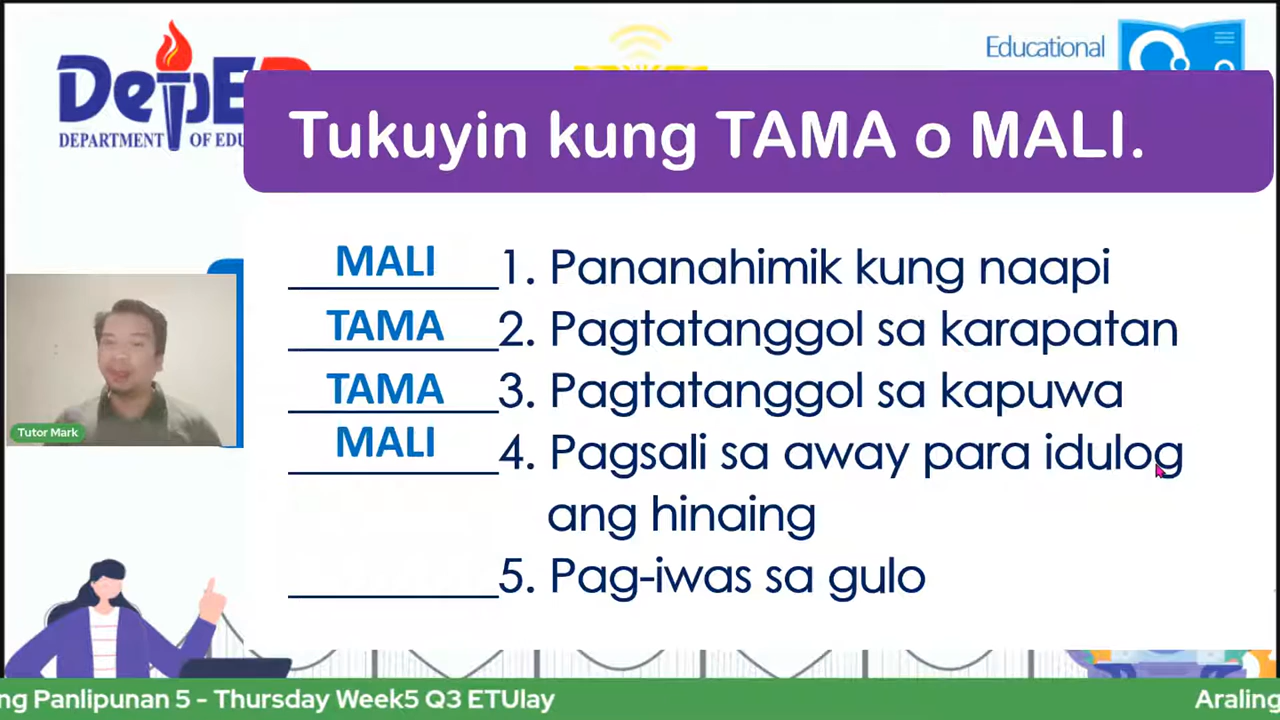 DepED
DEPARTMENT OF EDU
Educational
Tukuyin kung TAMA o MALI.
MALI 1. Pananahimik kung naapi
TAMA 2. Pagtatanggol sa karapatan
TAMA 3. Pagtatanggol sa kapuwa
MALI 4. Pagsali sa away para idulog
ang hinaing
5. Pag-iwas sa gulo
Tutor Mark
ng Panlipunan 5 - Thursday Week5 Q3 ETUlay
Araling